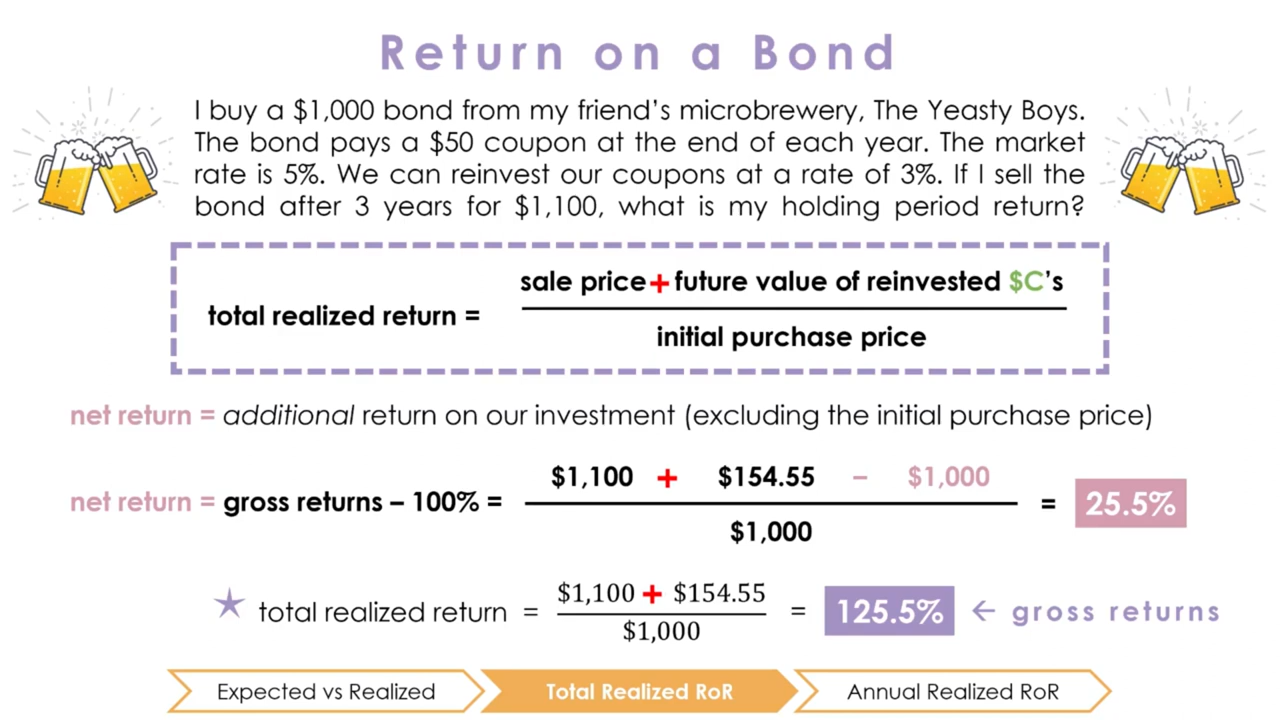 Return on a Bond
I buy a $1,000 bond from my friend's microbrewery, The Yeasty Boys.
The bond pays a $50 coupon at the end of each year. The market
rate is 5%. We can reinvest our coupons at a rate of 3%. If I sell the
bond after 3 years for $1,100, what is my holding period return?
sale price + future value of reinvested $C's
total realized return =
initial purchase price
net return = additional return on our investment (excluding the initial purchase price)
$1,100 + $154.55 – $1,000
net return = gross returns – 100% = = 25.5%
$1,000
$1,100 + $154.55
total realized return = = 125.5% ← gross returns
$1,000
Expected vs Realized Total Realized RoR Annual Realized RoR